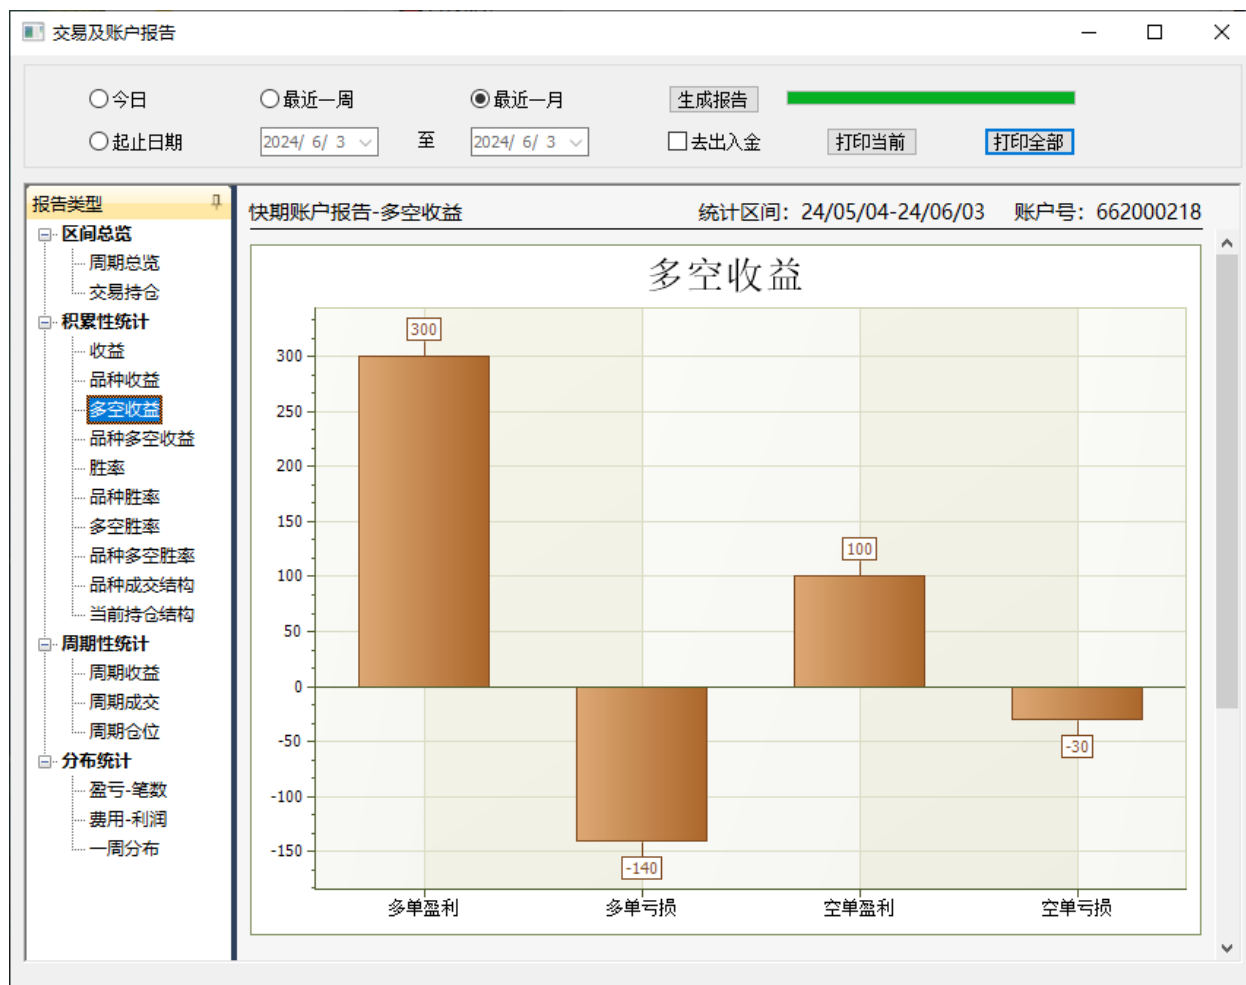 交易及账户报告
今日 最近一周 最近一月 生成报告
起止日期 2024/ 6/ 3 至 2024/ 6/ 3 去出入金 打印当前 打印全部
报告类型
区间总览
周期总览
交易持仓
积累性统计
收益
品种收益
多空收益
品种多空收益
胜率
品种胜率
多空胜率
品种多空胜率
品种成交结构
当前持仓结构
周期性统计
周期收益
周期成交
周期仓位
分布统计
盈亏-笔数
费用-利润
一周分布
快期账户报告-多空收益 统计区间：24/05/04-24/06/03 账户号：662000218
多空收益
300
250
200
150
100
50
0
-50
-100
-150
300
-140
100
-30
多单盈利 多单亏损 空单盈利 空单亏损